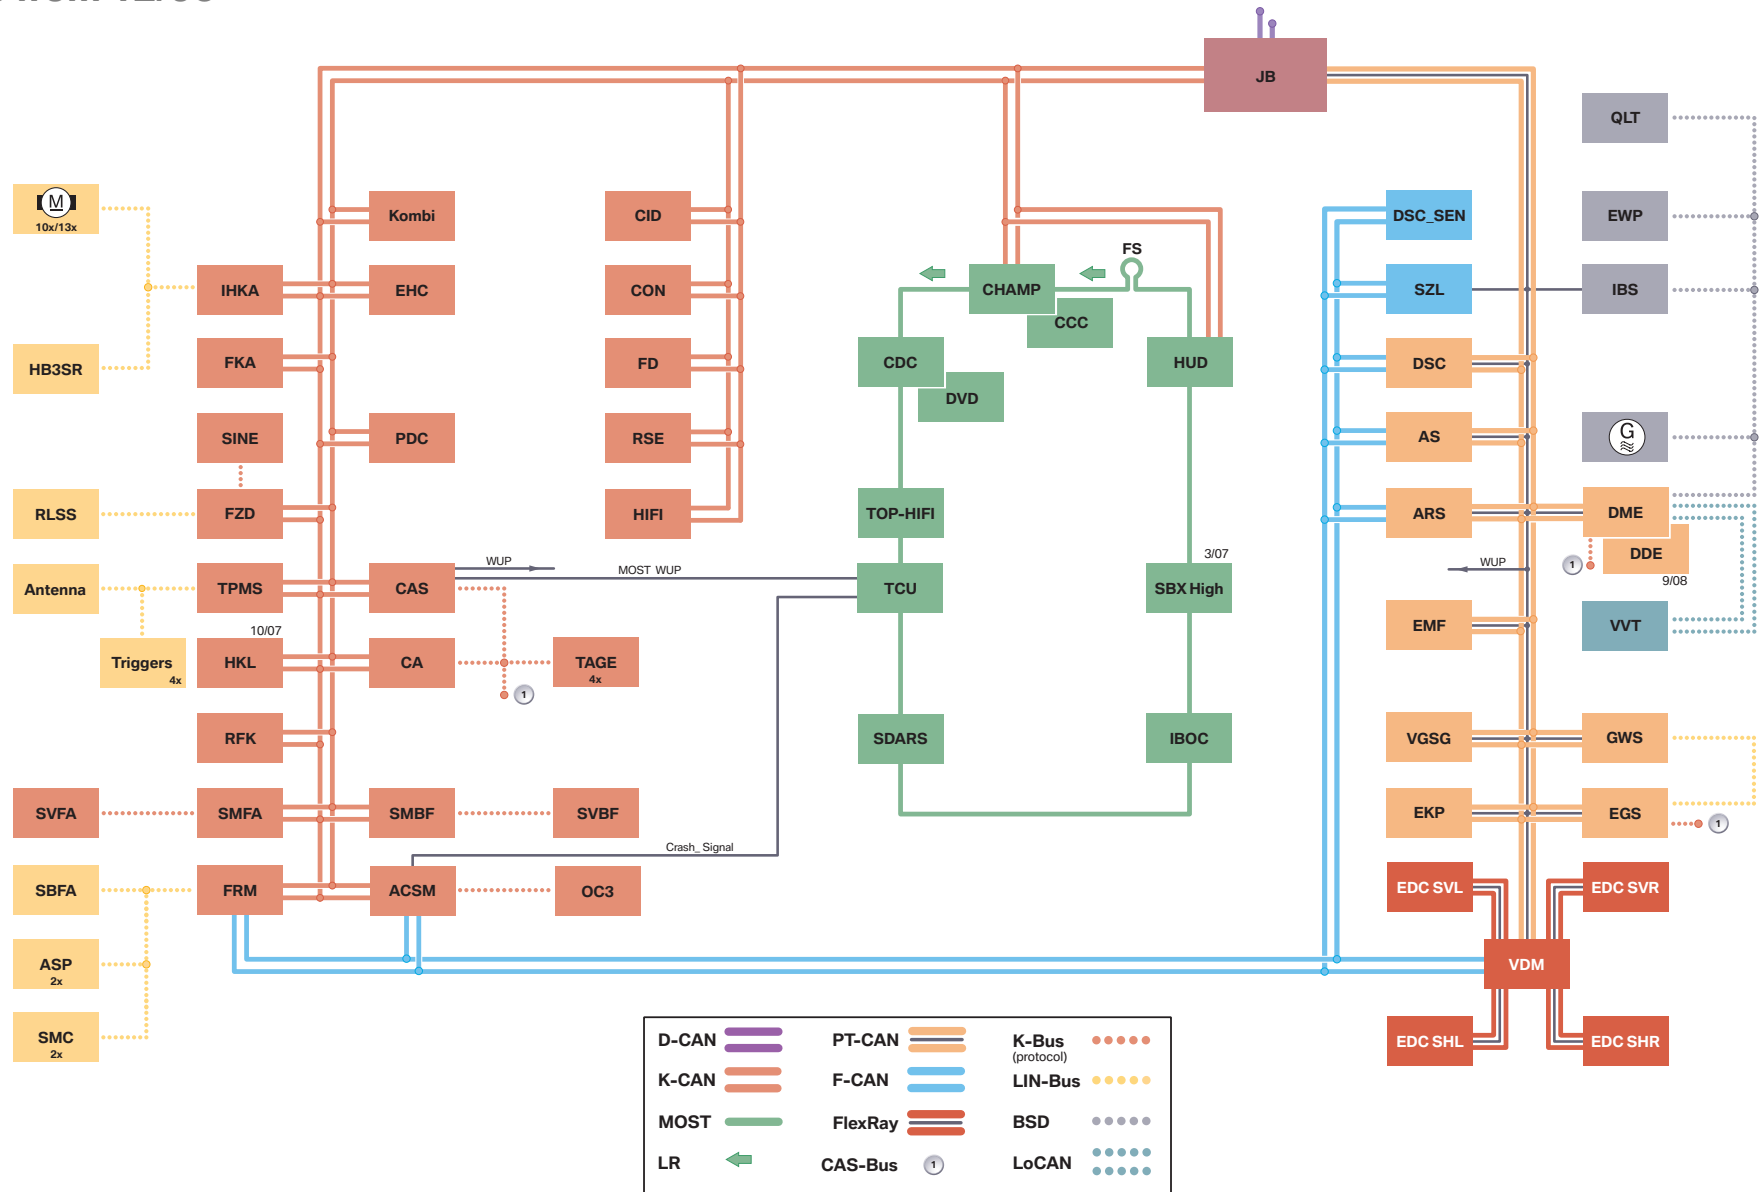 JB
QLT
M
10x/13x
Kombi
CID
DSC_SEN
EWP
FS
IHKA
EHC
CON
CHAMP
CCC
SZL
IBS
HB3SR
FKA
FD
CDC
DVD
HUD
DSC
SINE
PDC
RSE
AS
G
RLSS
FZD
HIFI
TOP-HIFI
ARS
DME
DDE
9/08
3/07
WUP
MOST WUP
1
WUP
Antenna
TPMS
CAS
TCU
SBX High
EMF
VVT
10/07
Triggers
4x
HKL
CA
TAGE
4x
1
RFK
SDARS
IBOC
VGSG
GWS
SVFA
SMFA
SMBF
SVBF
EKP
EGS
1
Crash_Signal
SBFA
FRM
ACSM
OC3
EDC SVL
EDC SVR
ASP
2x
VDM
SMC
2x
EDC SHL
EDC SHR
D-CAN
PT-CAN
K-Bus
(protocol)
K-CAN
F-CAN
LIN-Bus
MOST
FlexRay
BSD
LR
CAS-Bus
1
LoCAN